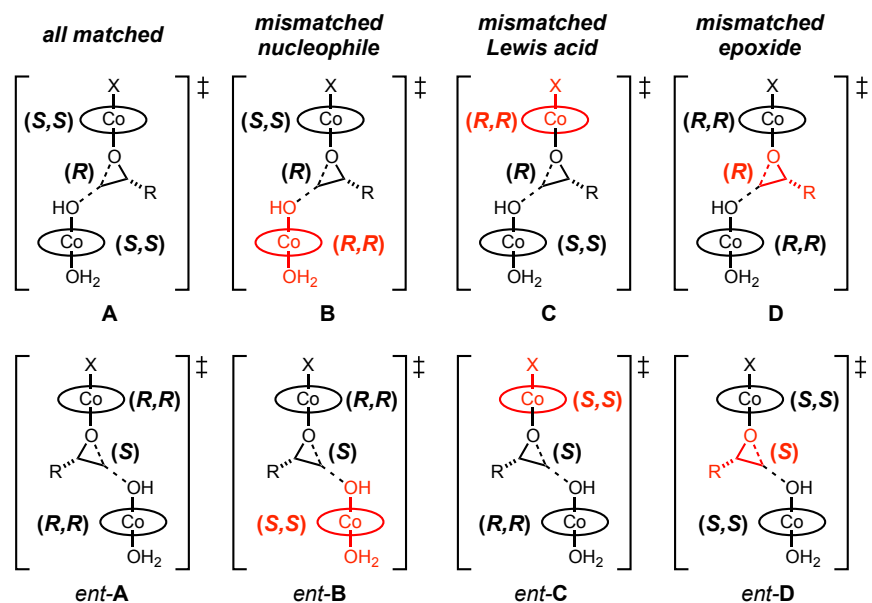 all matched
mismatched nucleophile
mismatched Lewis acid
mismatched epoxide
X
(S,S)
Co
O
(R)
R
HO
Co
(S,S)
OH2
‡
A
X
(S,S)
Co
O
(R)
R
HO
Co
(R,R)
OH2
‡
B
X
(R,R)
Co
O
(R)
R
HO
Co
(S,S)
OH2
‡
C
X
(R,R)
Co
O
(R)
R
HO
Co
(R,R)
OH2
‡
D
X
Co
(R,R)
O
(S)
R
OH
(R,R)
Co
OH2
‡
ent-A
X
Co
(R,R)
O
(S)
R
OH
(S,S)
Co
OH2
‡
ent-B
X
Co
(S,S)
O
(S)
R
OH
(R,R)
Co
OH2
‡
ent-C
X
Co
(S,S)
O
(S)
R
OH
(S,S)
Co
OH2
‡
ent-D